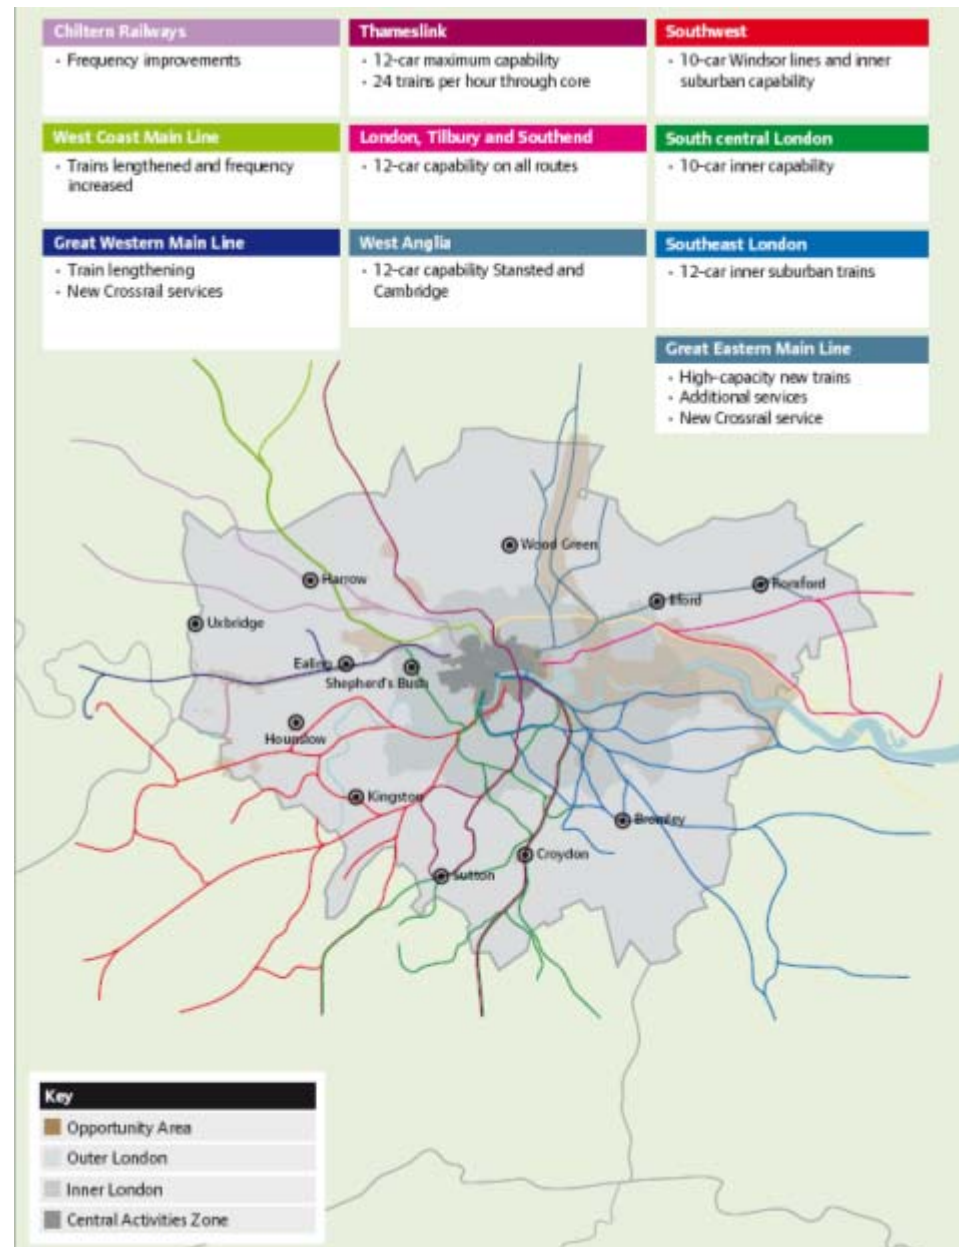 Chiltern Railways
· Frequency improvements
Thameslink
· 12-car maximum capability
· 24 trains per hour through core
Southwest
· 10-car Windsor lines and inner
suburban capability
West Coast Main Line
· Trains lengthened and frequency
increased
London, Tilbury and Southend
· 12-car capability on all routes
South central London
· 10-car inner capability
Great Western Main Line
· Train lengthening
· New Crossrail services
West Anglia
· 12-car capability Stansted and
Cambridge
Southeast London
· 12-car inner suburban trains
Great Eastern Main Line
· High-capacity new trains
· Additional services
· New Crossrail service
Wood Green
Harrow
Romford
Ilford
Uxbridge
Ealing
Shepherd's Bush
Hounslow
Kingston
Bromley
Croydon
Sutton
Key
Opportunity Area
Outer London
Inner London
Central Activities Zone